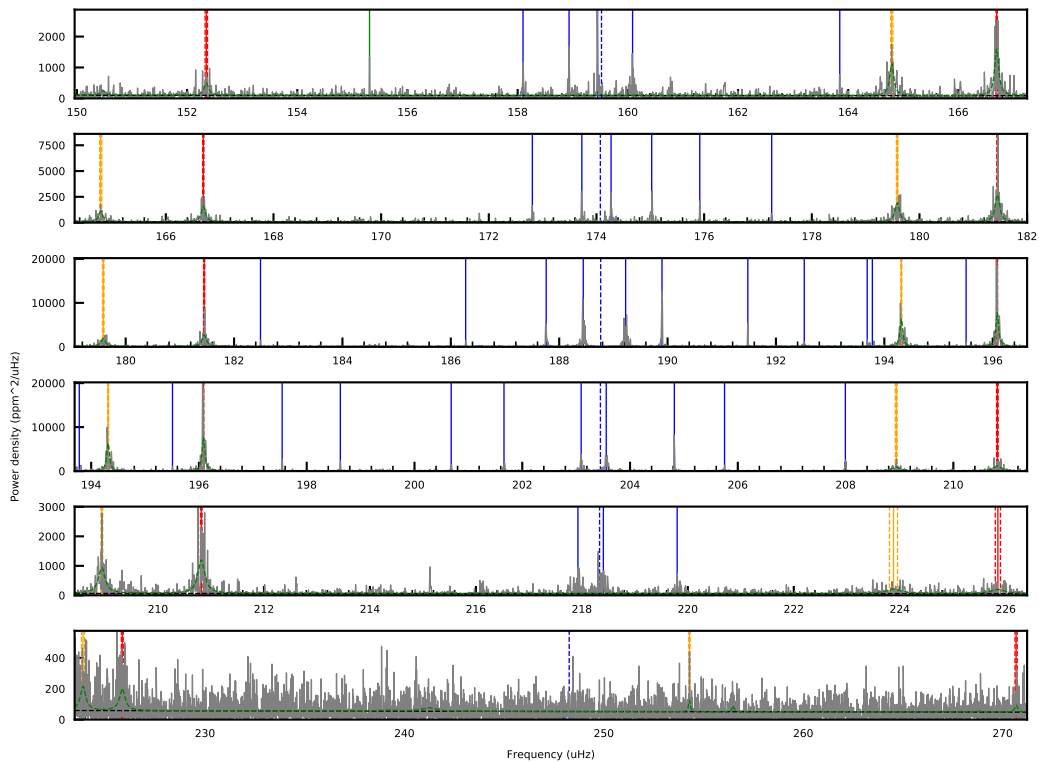 2000
1000
0
150 152 154 156 158 160 162 164 166
7500
5000
2500
0
166 168 170 172 174 176 178 180 182
20000
10000
0
180 182 184 186 188 190 192 194 196
20000
10000
0
194 196 198 200 202 204 206 208 210
3000
2000
1000
0
210 212 214 216 218 220 222 224 226
400
200
0
230 240 250 260 270
Power density (ppm^2/uHz)
Frequency (uHz)